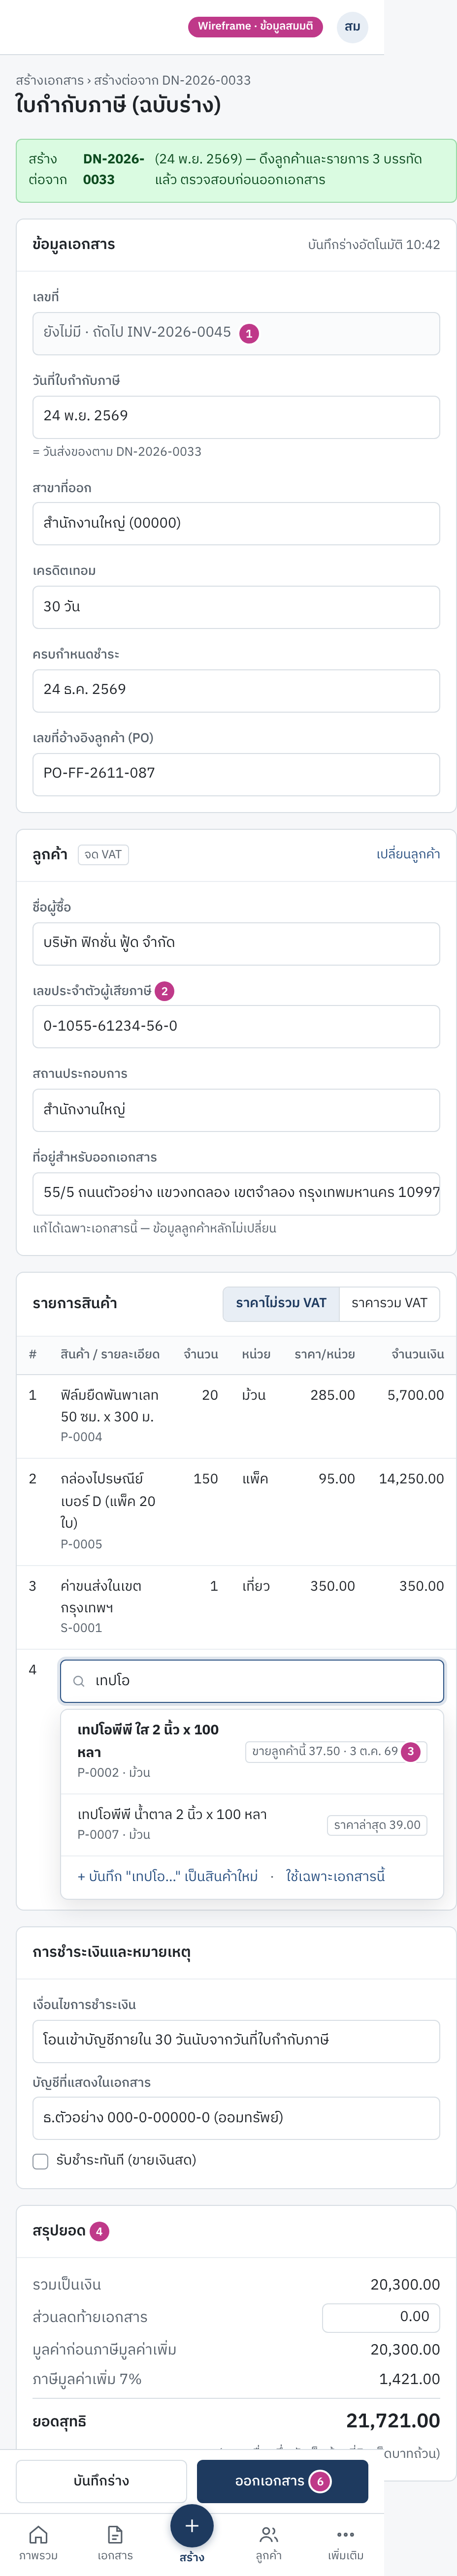 Wireframe · ข้อมูลสมมติ
สม
สร้างเอกสาร › สร้างต่อจาก DN-2026-0033
ใบกำกับภาษี (ฉบับร่าง)
สร้างต่อจาก DN-2026-0033 (24 พ.ย. 2569) — ดึงลูกค้าและรายการ 3 บรรทัด
แล้ว ตรวจสอบก่อนออกเอกสาร
ข้อมูลเอกสาร บันทึกร่างอัตโนมัติ 10:42
เลขที่
ยังไม่มี · ถัดไป INV-2026-0045 1
วันที่ใบกำกับภาษี
24 พ.ย. 2569
= วันส่งของตาม DN-2026-0033
สาขาที่ออก
สำนักงานใหญ่ (00000)
เครดิตเทอม
30 วัน
ครบกำหนดชำระ
24 ธ.ค. 2569
เลขที่อ้างอิงลูกค้า (PO)
PO-FF-2611-087
ลูกค้า จด VAT เปลี่ยนลูกค้า
ชื่อผู้ซื้อ
บริษัท ฟิกชั่น ฟู้ด จำกัด
เลขประจำตัวผู้เสียภาษี 2
0-1055-61234-56-0
สถานประกอบการ
สำนักงานใหญ่
ที่อยู่สำหรับออกเอกสาร
55/5 ถนนตัวอย่าง แขวงทดลอง เขตจำลอง กรุงเทพมหานคร 10997
แก้ได้เฉพาะเอกสารนี้ — ข้อมูลลูกค้าหลักไม่เปลี่ยน
รายการสินค้า ราคาไม่รวม VAT ราคารวม VAT
# สินค้า / รายละเอียด จำนวน หน่วย ราคา/หน่วย จำนวนเงิน
1 ฟิล์มยืดพันพาเลท 20 ม้วน 285.00 5,700.00
50 ซม. x 300 ม.
P-0004
2 กล่องไปรษณีย์ 150 แพ็ค 95.00 14,250.00
เบอร์ D (แพ็ค 20
ใบ)
P-0005
3 ค่าขนส่งในเขต 1 เที่ยว 350.00 350.00
กรุงเทพฯ
S-0001
4 เทปโอ
เทปโอพีพี ใส 2 นิ้ว x 100
หลา
P-0002 · ม้วน
ขายลูกค้านี้ 37.50 · 3 ต.ค. 69 3
เทปโอพีพี น้ำตาล 2 นิ้ว x 100 หลา
P-0007 · ม้วน
ราคาล่าสุด 39.00
+ บันทึก "เทปโอ..." เป็นสินค้าใหม่ · ใช้เฉพาะเอกสารนี้
การชำระเงินและหมายเหตุ
เงื่อนไขการชำระเงิน
โอนเข้าบัญชีภายใน 30 วันนับจากวันที่ใบกำกับภาษี
บัญชีที่แสดงในเอกสาร
ธ.ตัวอย่าง 000-0-00000-0 (ออมทรัพย์)
รับชำระทันที (ขายเงินสด)
สรุปยอด 4
รวมเป็นเงิน 20,300.00
ส่วนลดท้ายเอกสาร 0.00
มูลค่าก่อนภาษีมูลค่าเพิ่ม 20,300.00
ภาษีมูลค่าเพิ่ม 7% 1,421.00
ยอดสุทธิ 21,721.00
บันทึกร่าง ออกเอกสาร 6
ภาพรวม เอกสาร สร้าง ลูกค้า เพิ่มเติม